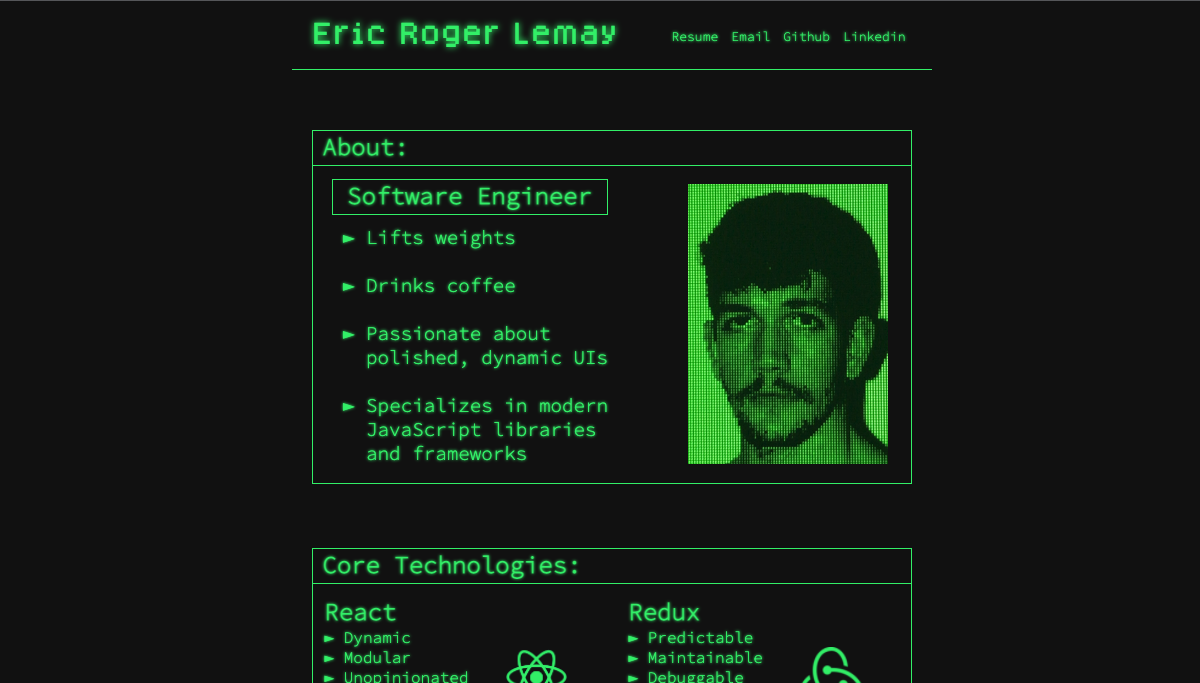 Eric Roger Lemay
Resume Email Github Linkedin
About:
Software Engineer
► Lifts weights
► Drinks coffee
► Passionate about
polished, dynamic UIs
► Specializes in modern
JavaScript libraries
and frameworks
Core Technologies:
React
► Dynamic
► Modular
► Unopinionated
Redux
► Predictable
► Maintainable
► Debuggable